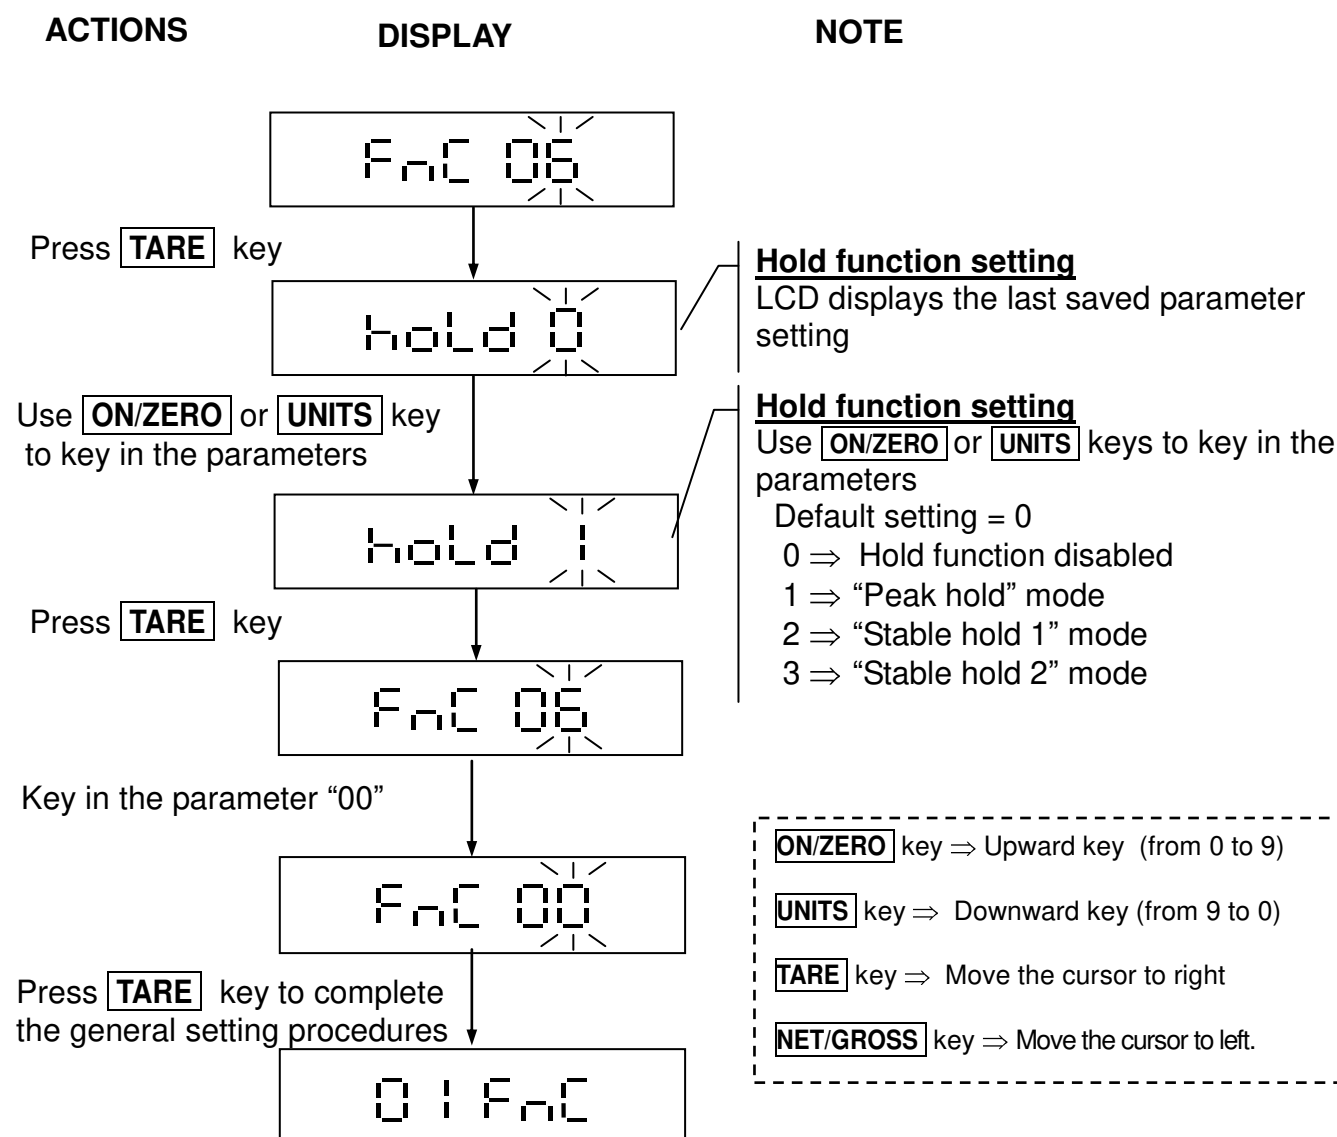 ACTIONS DISPLAY NOTE
FnC 06
Press TARE key
hoLd 0
Hold function setting
LCD displays the last saved parameter
setting
Use ON/ZERO or UNITS key
to key in the parameters
hoLd 1
Hold function setting
Use ON/ZERO or UNITS keys to key in the
parameters
Default setting = 0
0 ⇒ Hold function disabled
1 ⇒ “Peak hold” mode
2 ⇒ “Stable hold 1” mode
3 ⇒ “Stable hold 2” mode
Press TARE key
FnC 06
Key in the parameter “00”
FnC 00
Press TARE key to complete
the general setting procedures
01 FnC
ON/ZERO key ⇒ Upward key (from 0 to 9)
UNITS key ⇒ Downward key (from 9 to 0)
TARE key ⇒ Move the cursor to right
NET/GROSS key ⇒ Move the cursor to left.